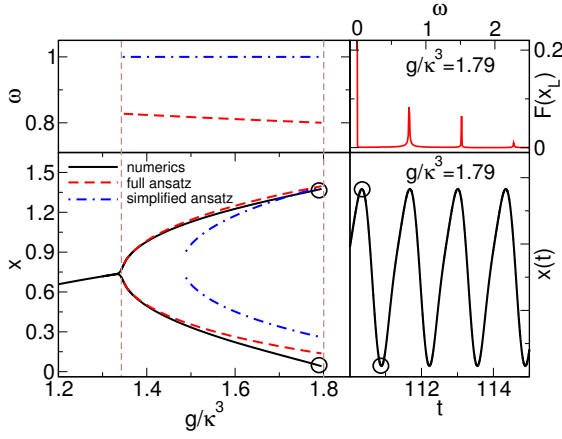 ω
0 1 2
1
0.8
ω
g/κ³=1.79
0.2
0
F(x_L)
1.5
1.2
0.9
0.6
0.3
0
x
numerics
full ansatz
simplified ansatz
g/κ³=1.79
x(t)
1.2 1.4 1.6 1.8
g/κ³
112 114
t